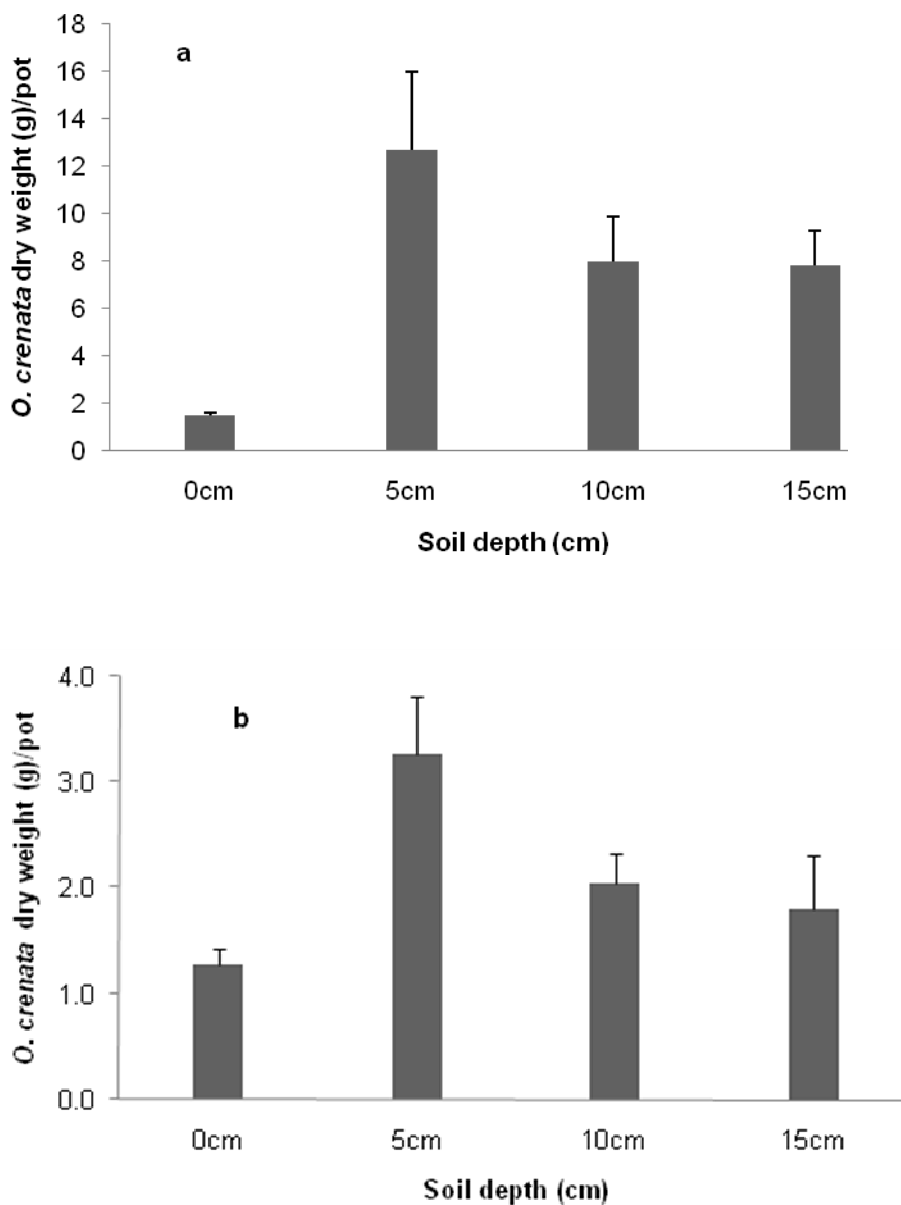 18
16
14
12
10
8
6
4
2
0
a
O. crenata dry weight (g)/pot
0cm 5cm 10cm 15cm
Soil depth (cm)
4.0
3.0
2.0
1.0
0.0
b
O. crenata dry weight (g)/pot
0cm 5cm 10cm 15cm
Soil depth (cm)